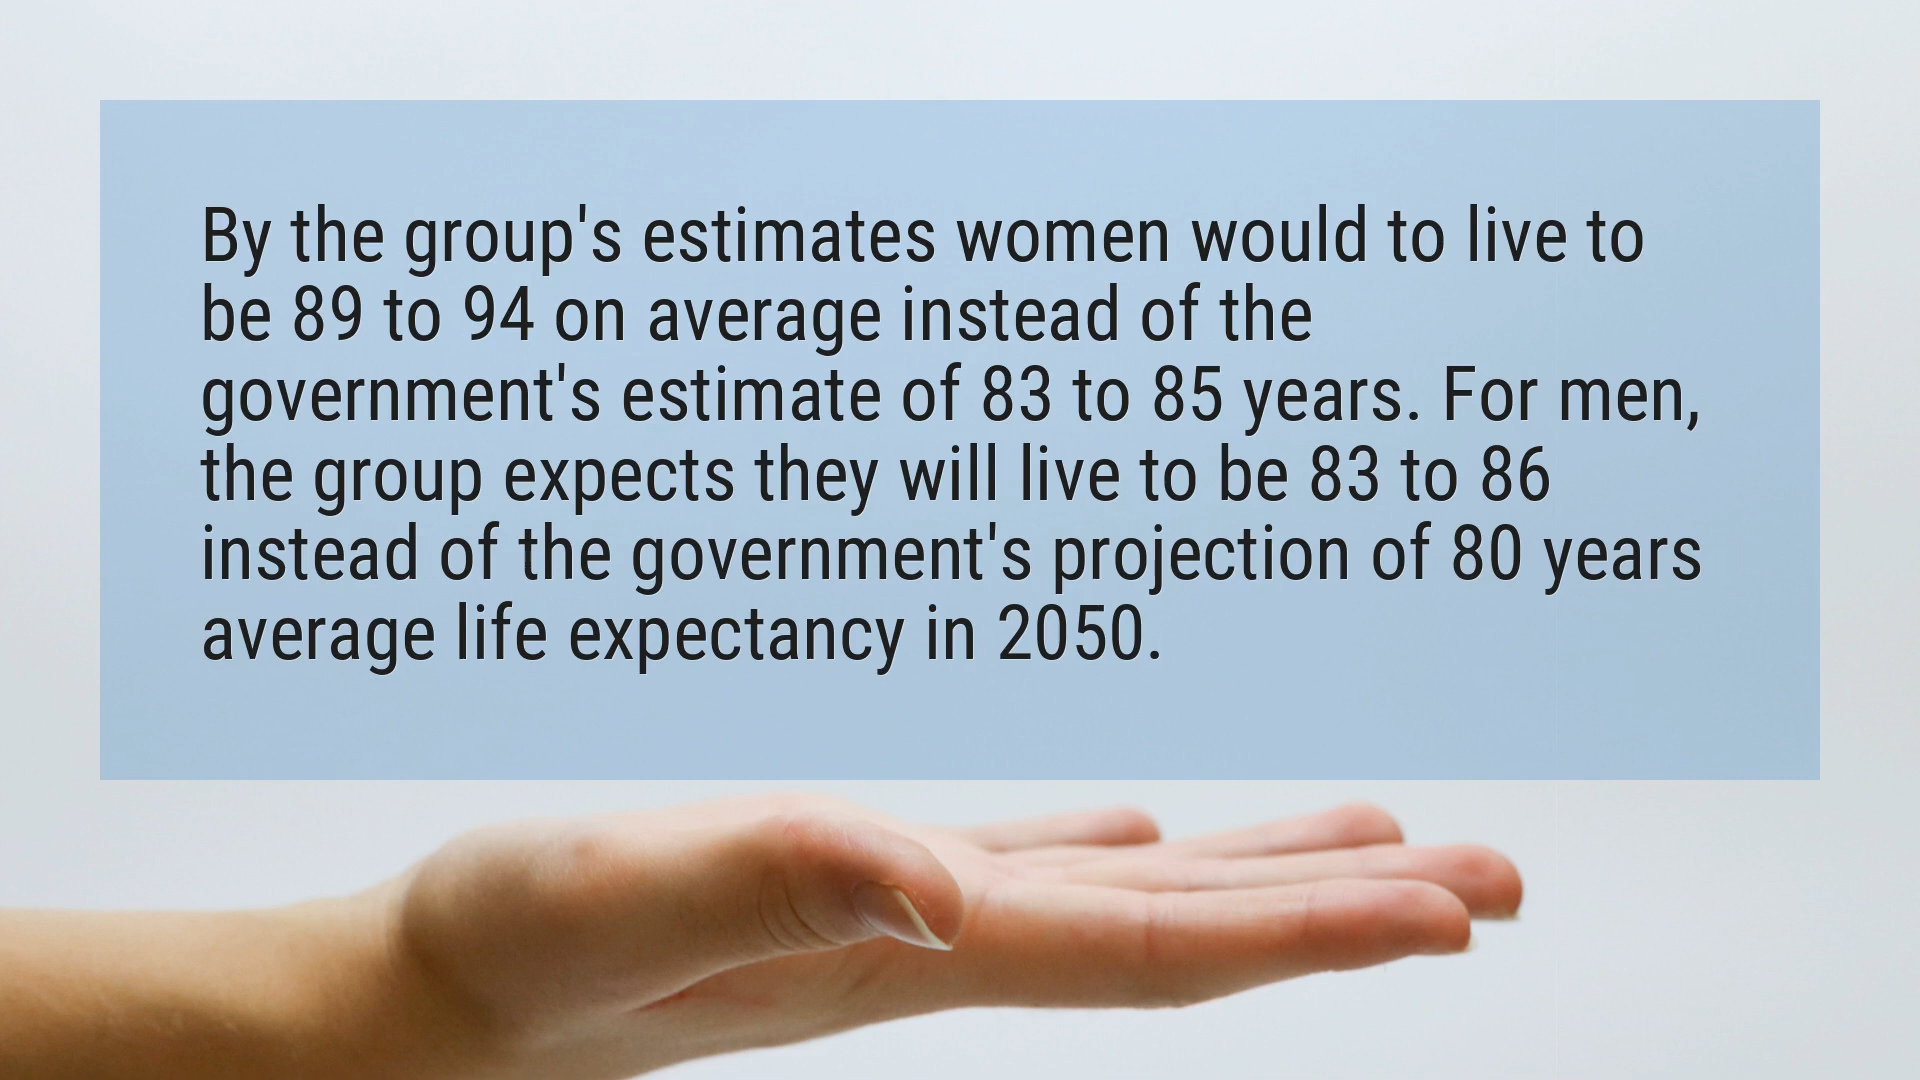 By the group's estimates women would to live to
be 89 to 94 on average instead of the
government's estimate of 83 to 85 years. For men,
the group expects they will live to be 83 to 86
instead of the government's projection of 80 years
average life expectancy in 2050.